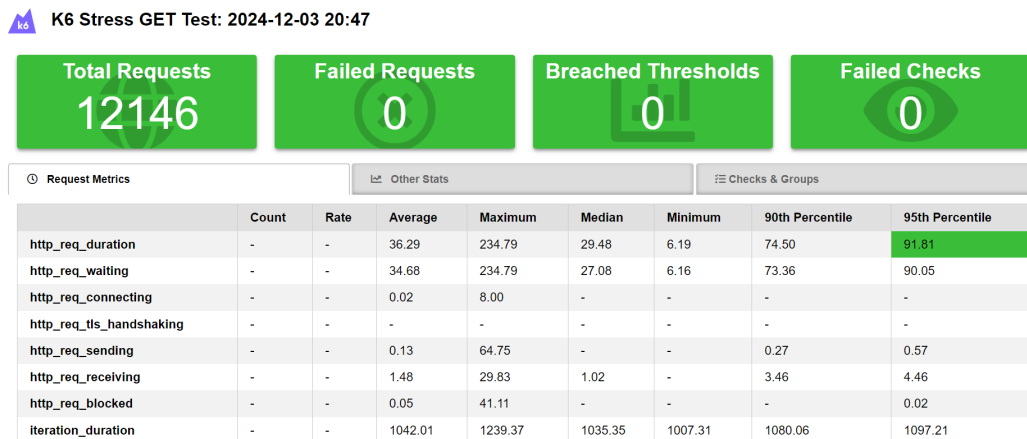 k6 K6 Stress GET Test: 2024-12-03 20:47
Total Requests Failed Requests Breached Thresholds Failed Checks
12146 0 0 0
Request Metrics Other Stats Checks & Groups
Count Rate Average Maximum Median Minimum 90th Percentile 95th Percentile
http_req_duration - - 36.29 234.79 29.48 6.19 74.50 91.81
http_req_waiting - - 34.68 234.79 27.08 6.16 73.36 90.05
http_req_connecting - - 0.02 8.00 - - - -
http_req_tls_handshaking - - - - - - - -
http_req_sending - - 0.13 64.75 - - 0.27 0.57
http_req_receiving - - 1.48 29.83 1.02 - 3.46 4.46
http_req_blocked - - 0.05 41.11 - - - 0.02
iteration_duration - - 1042.01 1239.37 1035.35 1007.31 1080.06 1097.21